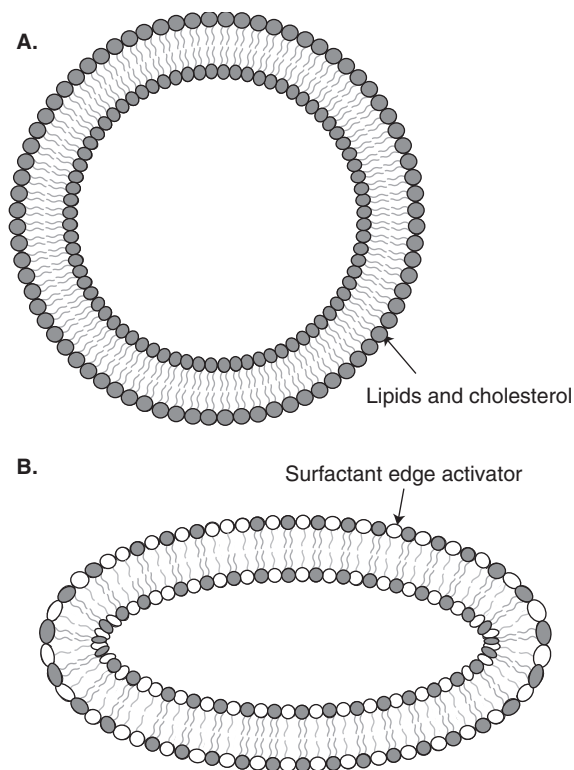 A.
Lipids and cholesterol
B.
Surfactant edge activator